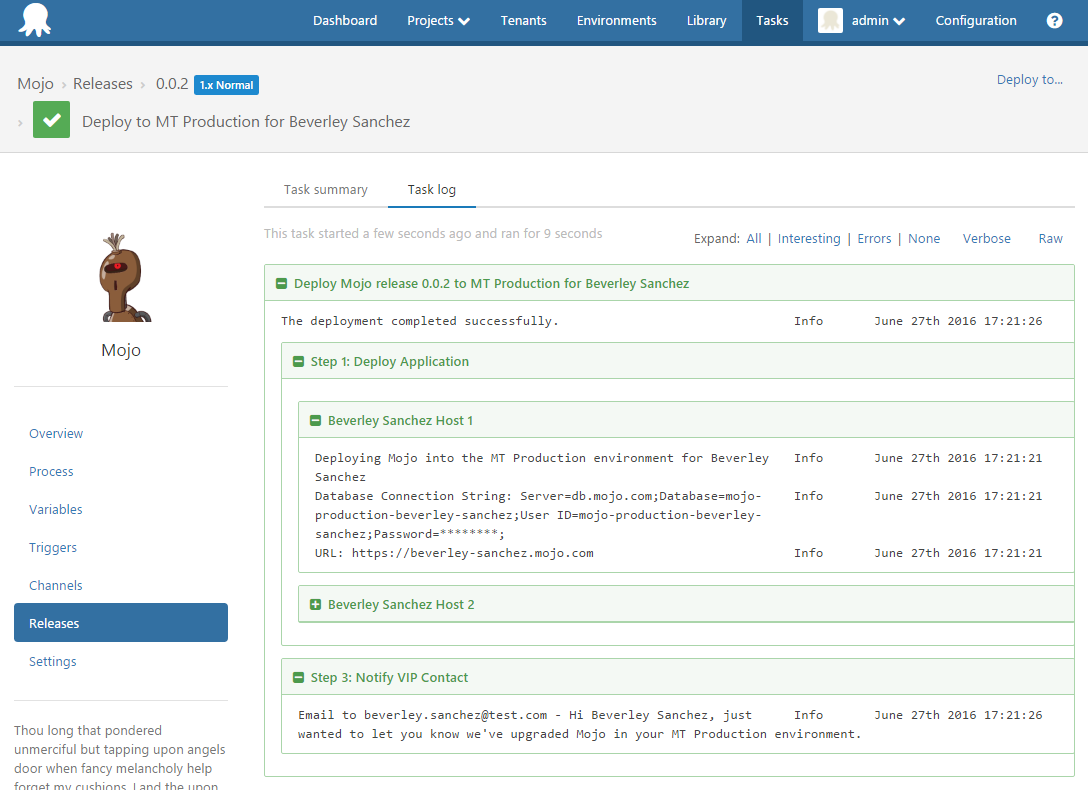 Dashboard Projects Tenants Environments Library Tasks admin Configuration ?
Mojo › Releases › 0.0.2 1.x Normal
Deploy to...
› Deploy to MT Production for Beverley Sanchez
Task summary Task log
This task started a few seconds ago and ran for 9 seconds
Expand: All | Interesting | Errors | None Verbose Raw
Mojo
Overview
Process
Variables
Triggers
Channels
Releases
Settings
Thou long that pondered
unmerciful but tapping upon angels
door when fancy melancholy help
forget my cushions. Land the upon
Deploy Mojo release 0.0.2 to MT Production for Beverley Sanchez
The deployment completed successfully. Info June 27th 2016 17:21:26
Step 1: Deploy Application
Beverley Sanchez Host 1
Deploying Mojo into the MT Production environment for Beverley Info June 27th 2016 17:21:21
Sanchez
Database Connection String: Server=db.mojo.com;Database=mojo- Info June 27th 2016 17:21:21
production-beverley-sanchez;User ID=mojo-production-beverley-
sanchez;Password=********;
URL: https://beverley-sanchez.mojo.com Info June 27th 2016 17:21:21
Beverley Sanchez Host 2
Step 3: Notify VIP Contact
Email to beverley.sanchez@test.com - Hi Beverley Sanchez, just Info June 27th 2016 17:21:26
wanted to let you know we've upgraded Mojo in your MT Production environment.